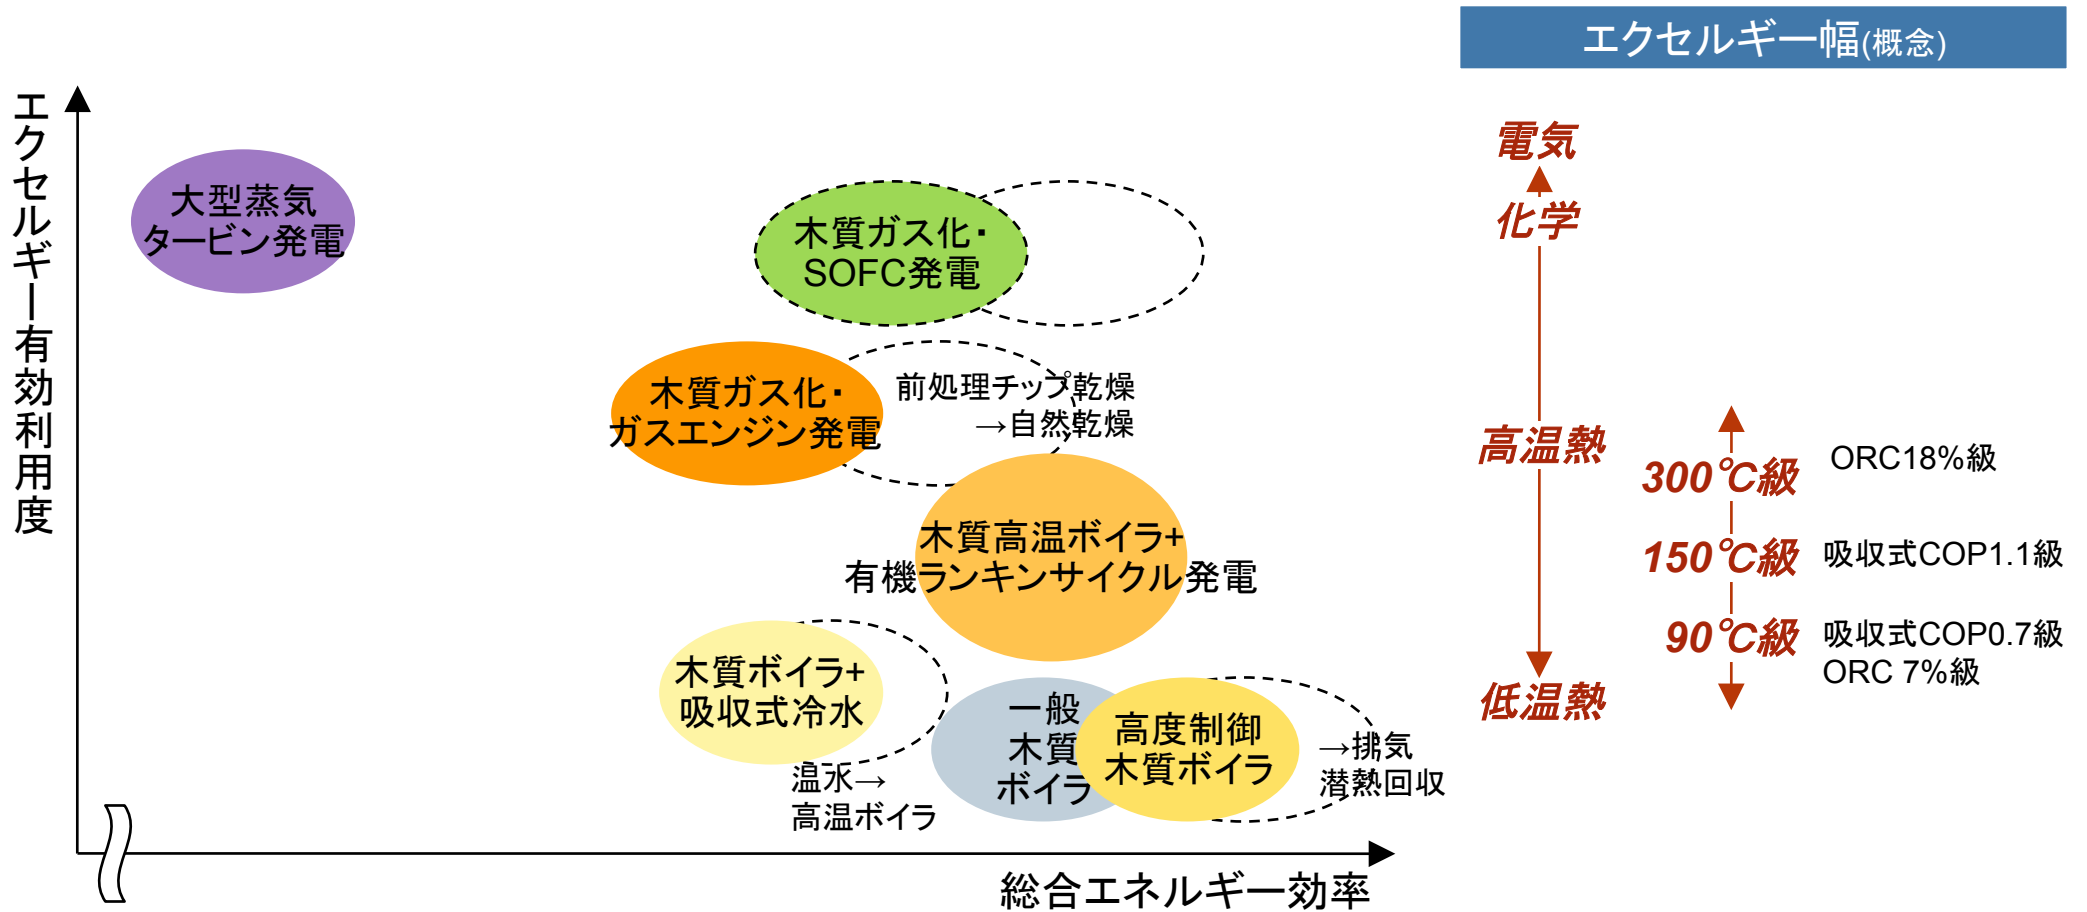 エクセルギー幅(概念)
エクセルギー有効利用度
大型蒸気
タービン発電
木質ガス化・
SOFC発電
木質ガス化・
ガスエンジン発電
前処理チップ乾燥
→自然乾燥
木質高温ボイラ+
有機ランキンサイクル発電
木質ボイラ+
吸収式冷水
温水→
高温ボイラ
一般
木質
ボイラ
高度制御
木質ボイラ
→排気
潜熱回収
総合エネルギー効率
電気
化学
高温熱
低温熱
300℃級
ORC18%級
150℃級
吸収式COP1.1級
90℃級
吸収式COP0.7級
ORC 7%級